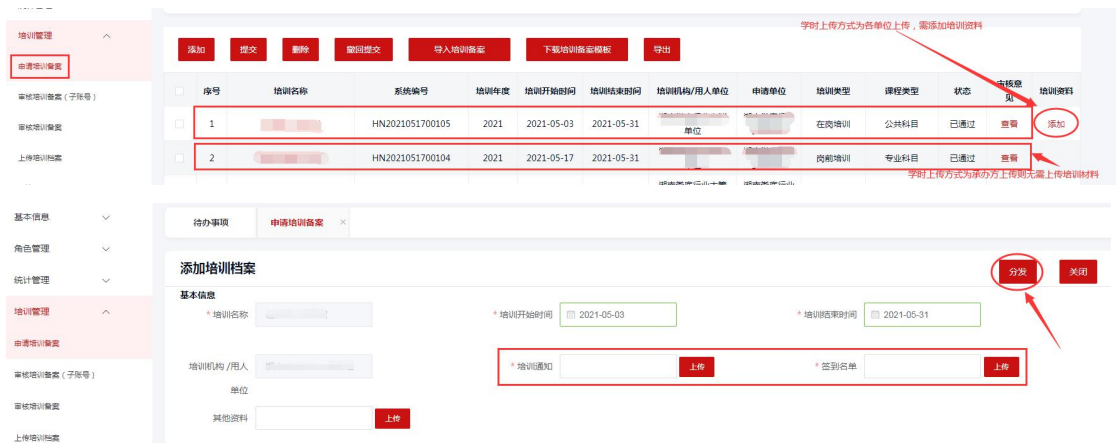 学时上传方式为各单位上传，需添加培训资料
培训管理
申请培训备案
审核培训备案（子账号）
审核培训备案
上传培训档案
添加 提交 删除 撤回提交 导入培训备案 下载培训备案模板 导出
序号 培训名称 系统编号 培训年度 培训开始时间 培训结束时间 培训机构/用人单位 申请单位 培训类型 课程类型 状态 审核意见 培训资料
1 HN2021051700105 2021 2021-05-03 2021-05-31 单位 在岗培训 公共科目 已通过 查看 添加
2 HN2021051700104 2021 2021-05-17 2021-05-31 岗前培训 专业科目 已通过 查看
学时上传方式为承办方上传则无需上传培训材料
基本信息
角色管理
统计管理
培训管理
申请培训备案
审核培训备案（子账号）
审核培训备案
上传培训档案
待办事项 申请培训备案 ×
添加培训档案 分发 关闭
基本信息
* 培训名称 * 培训开始时间 2021-05-03 * 培训结束时间 2021-05-31
培训机构 /用人单位 * 培训通知 上传 * 签到名单 上传
其他资料 上传